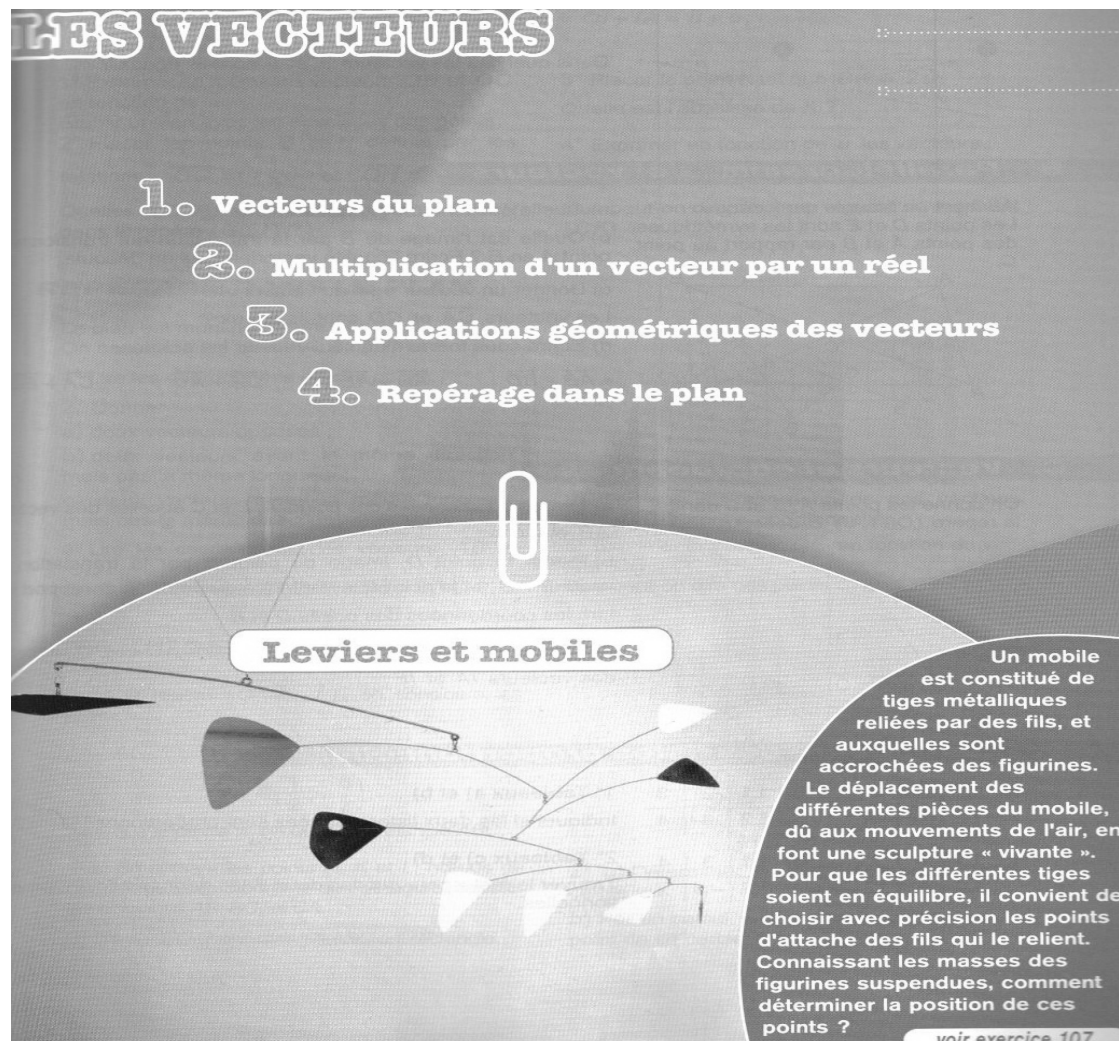 LES VECTEURS
1. Vecteurs du plan
2. Multiplication d'un vecteur par un réel
3. Applications géométriques des vecteurs
4. Repérage dans le plan
Leviers et mobiles
Un mobile
est constitué de
tiges métalliques
reliées par des fils, et
auxquelles sont
accrochées des figurines.
Le déplacement des
différentes pièces du mobile,
dû aux mouvements de l'air, en
font une sculpture « vivante ».
Pour que les différentes tiges
soient en équilibre, il convient de
choisir avec précision les points
d'attache des fils qui le relient.
Connaissant les masses des
figurines suspendues, comment
déterminer la position de ces
points ?
voir exercice 107